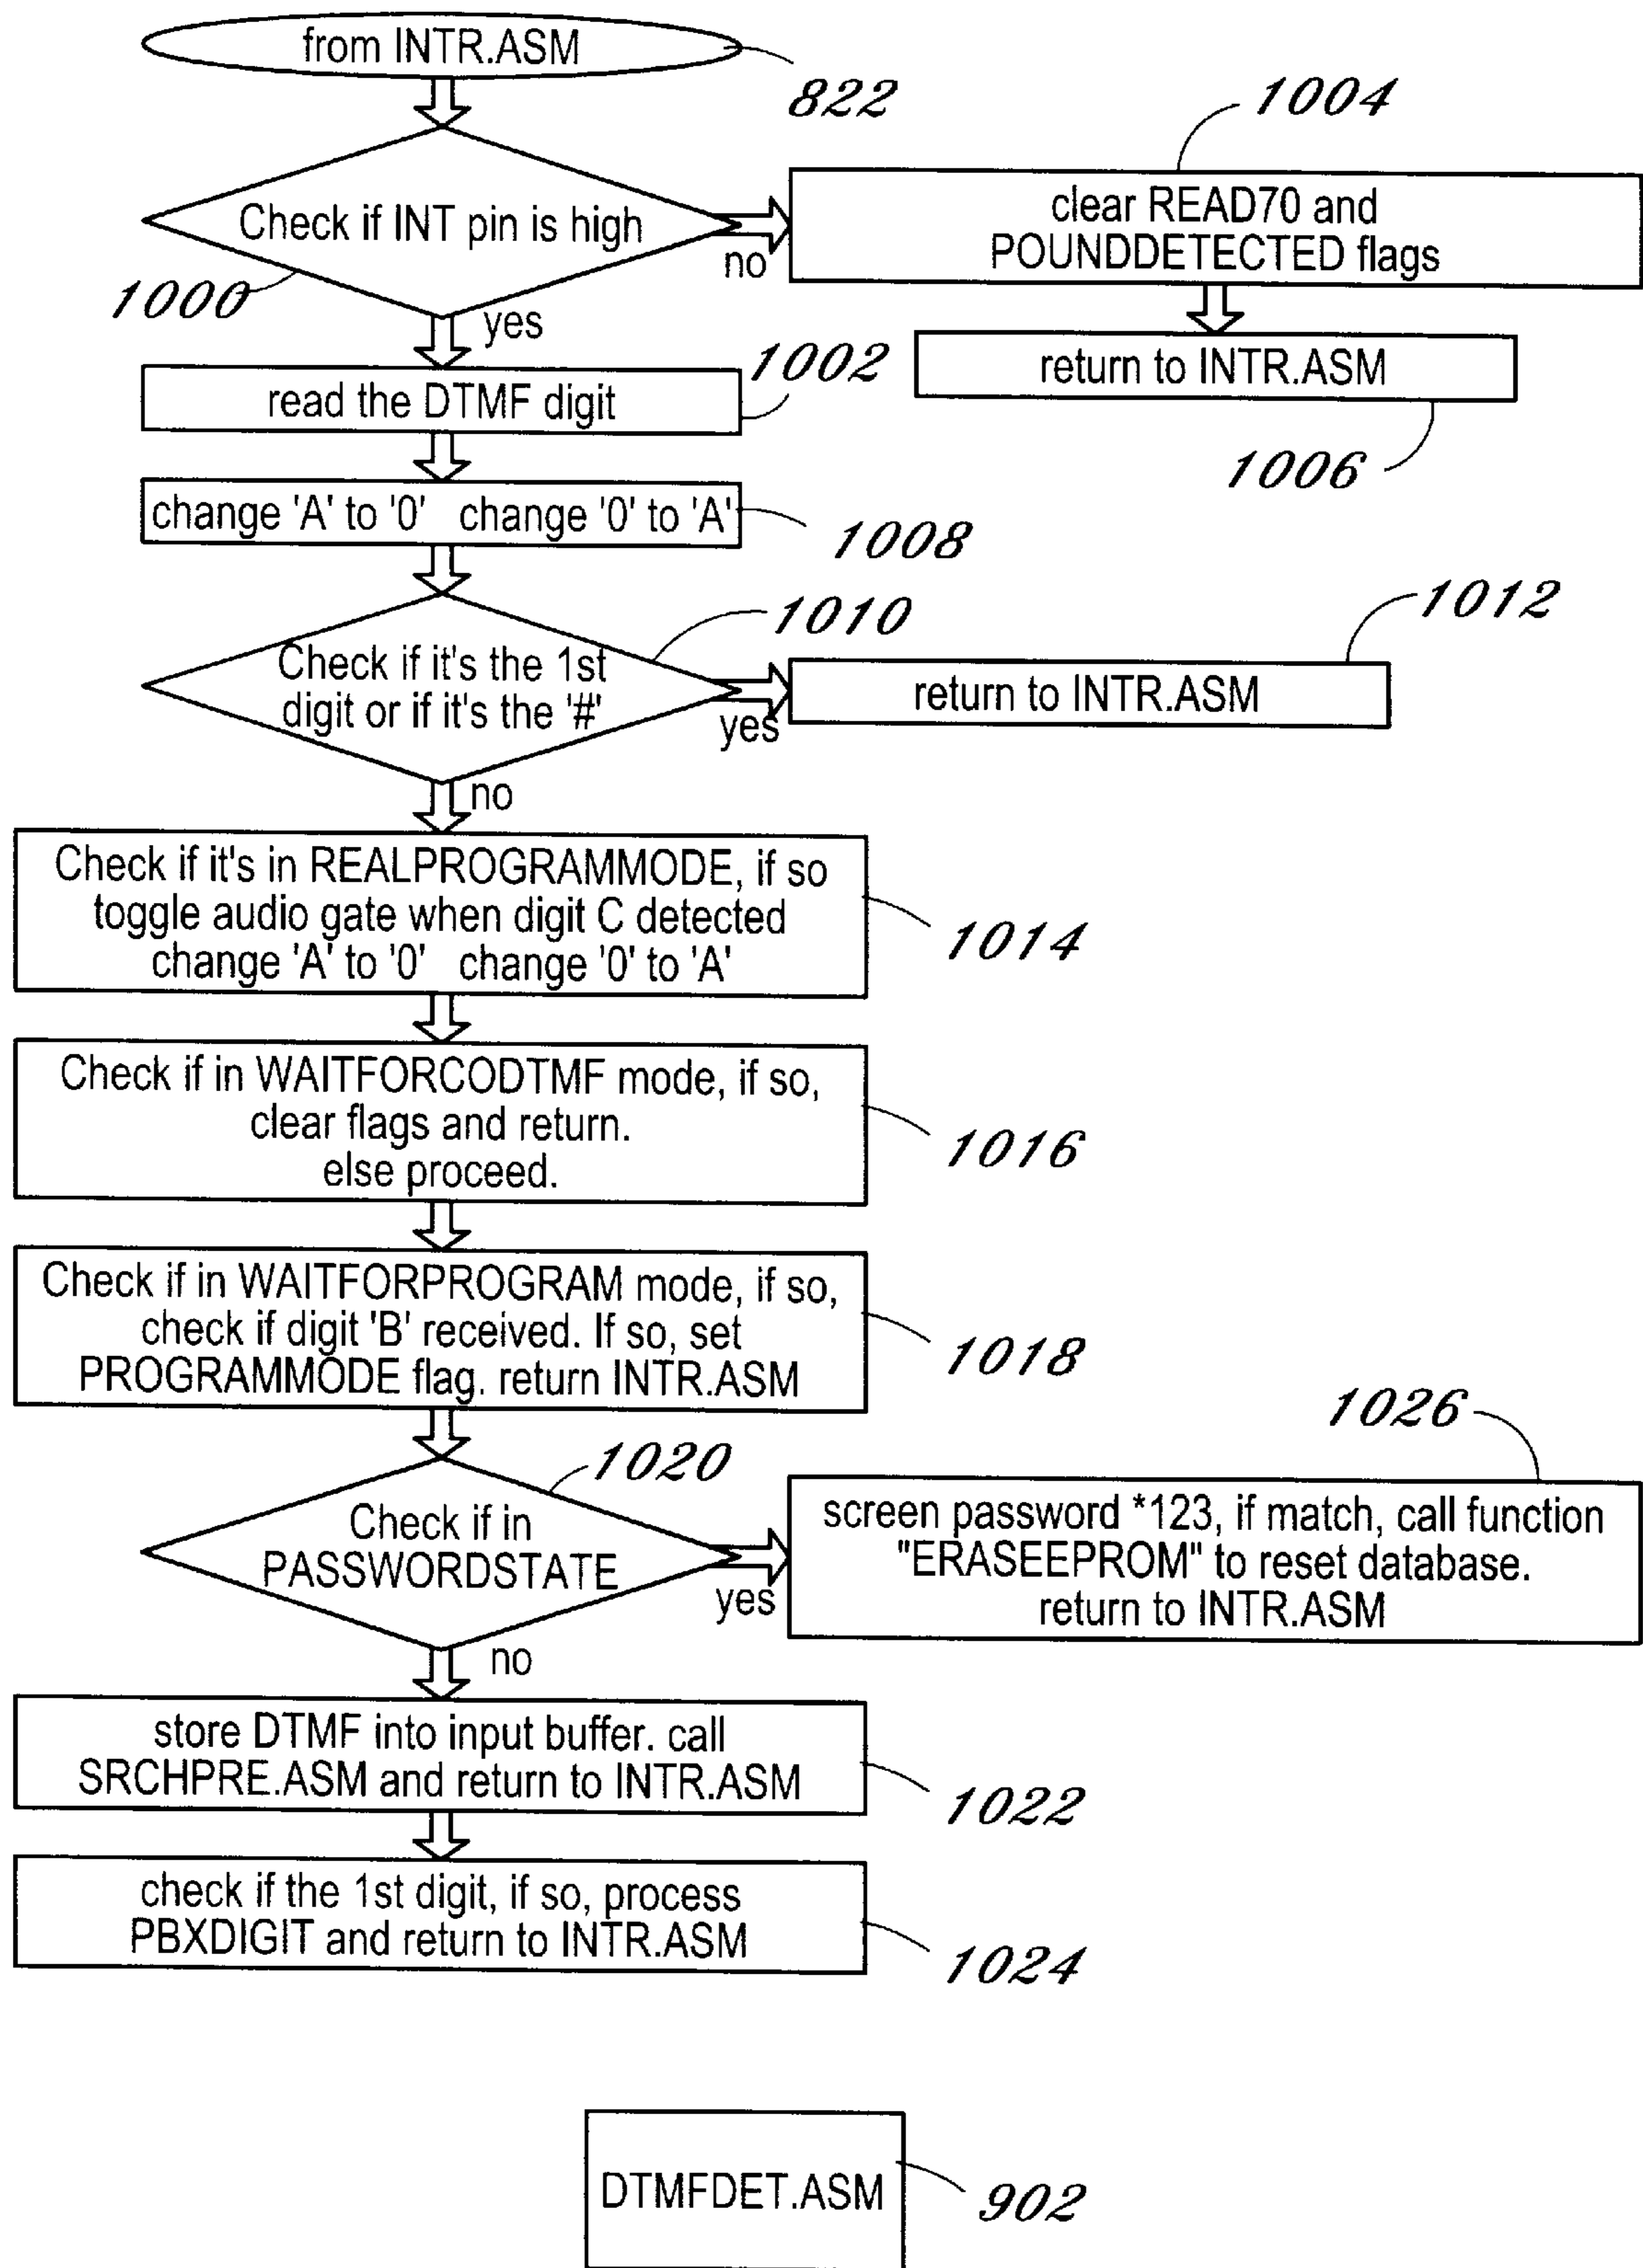 from INTR.ASM
822
Check if INT pin is high
1000
no
yes
1004
clear READ70 and
POUNDDETECTED flags
return to INTR.ASM
1006
1002
read the DTMF digit
change 'A' to '0'   change '0' to 'A'
1008
1010
Check if it's the 1st
digit or if it's the '#'
yes
no
1012
return to INTR.ASM
Check if it's in REALPROGRAMMODE, if so
toggle audio gate when digit C detected
change 'A' to '0'   change '0' to 'A'
1014
Check if in WAITFORCODTMF mode, if so,
clear flags and return.
else proceed.
1016
Check if in WAITFORPROGRAM mode, if so,
check if digit 'B' received. If so, set
PROGRAMMODE flag. return INTR.ASM
1018
1020
Check if in
PASSWORDSTATE
yes
no
1026
screen password *123, if match, call function
"ERASEEPROM" to reset database.
return to INTR.ASM
store DTMF into input buffer. call
SRCHPRE.ASM and return to INTR.ASM
1022
check if the 1st digit, if so, process
PBXDIGIT and return to INTR.ASM
1024
DTMFDET.ASM
902